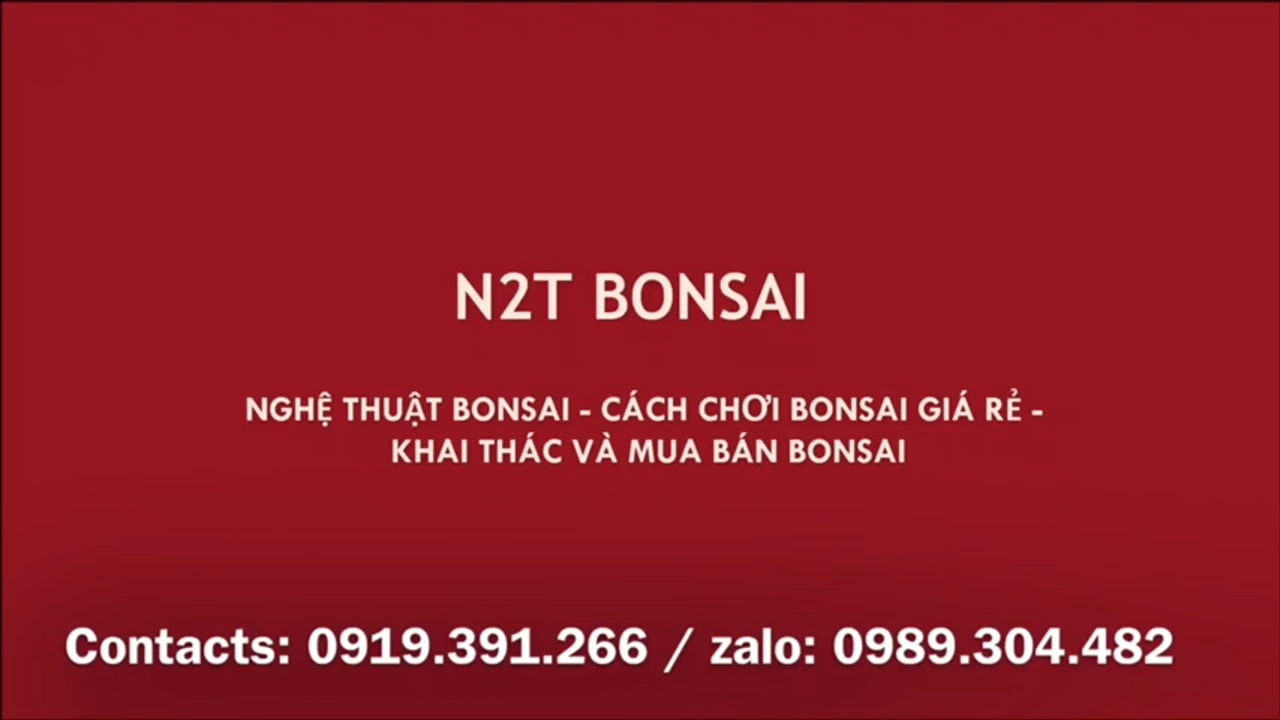 N2T BONSAI
NGHỆ THUẬT BONSAI - CÁCH CHƠI BONSAI GIÁ RẺ -
KHAI THÁC VÀ MUA BÁN BONSAI
Contacts: 0919.391.266 / zalo: 0989.304.482